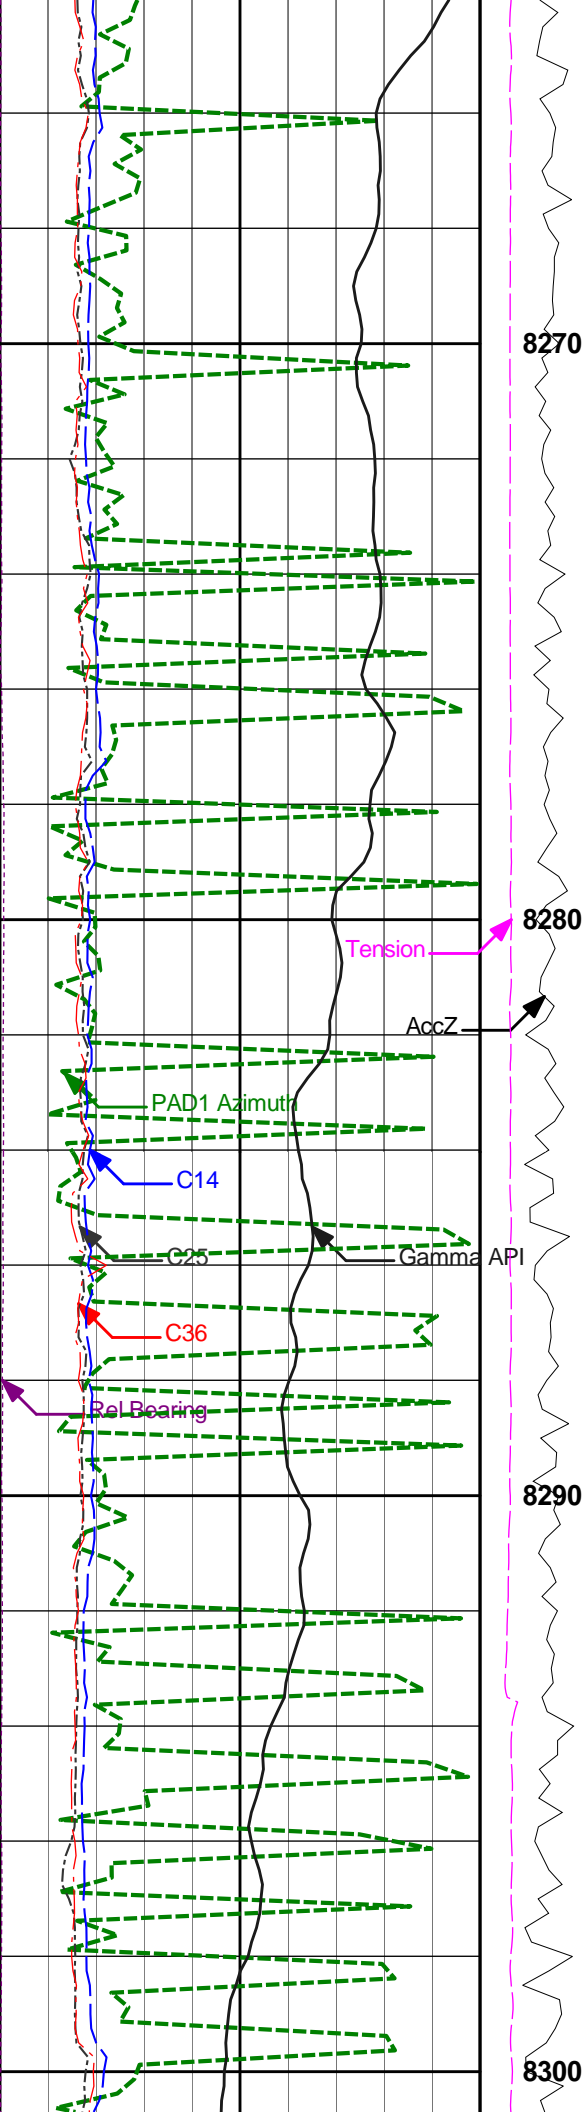 8270
8280
Tension
AccZ
PAD1 Azimuth
C14
C25
Gamma API
C36
Rel Bearing
8290
8300